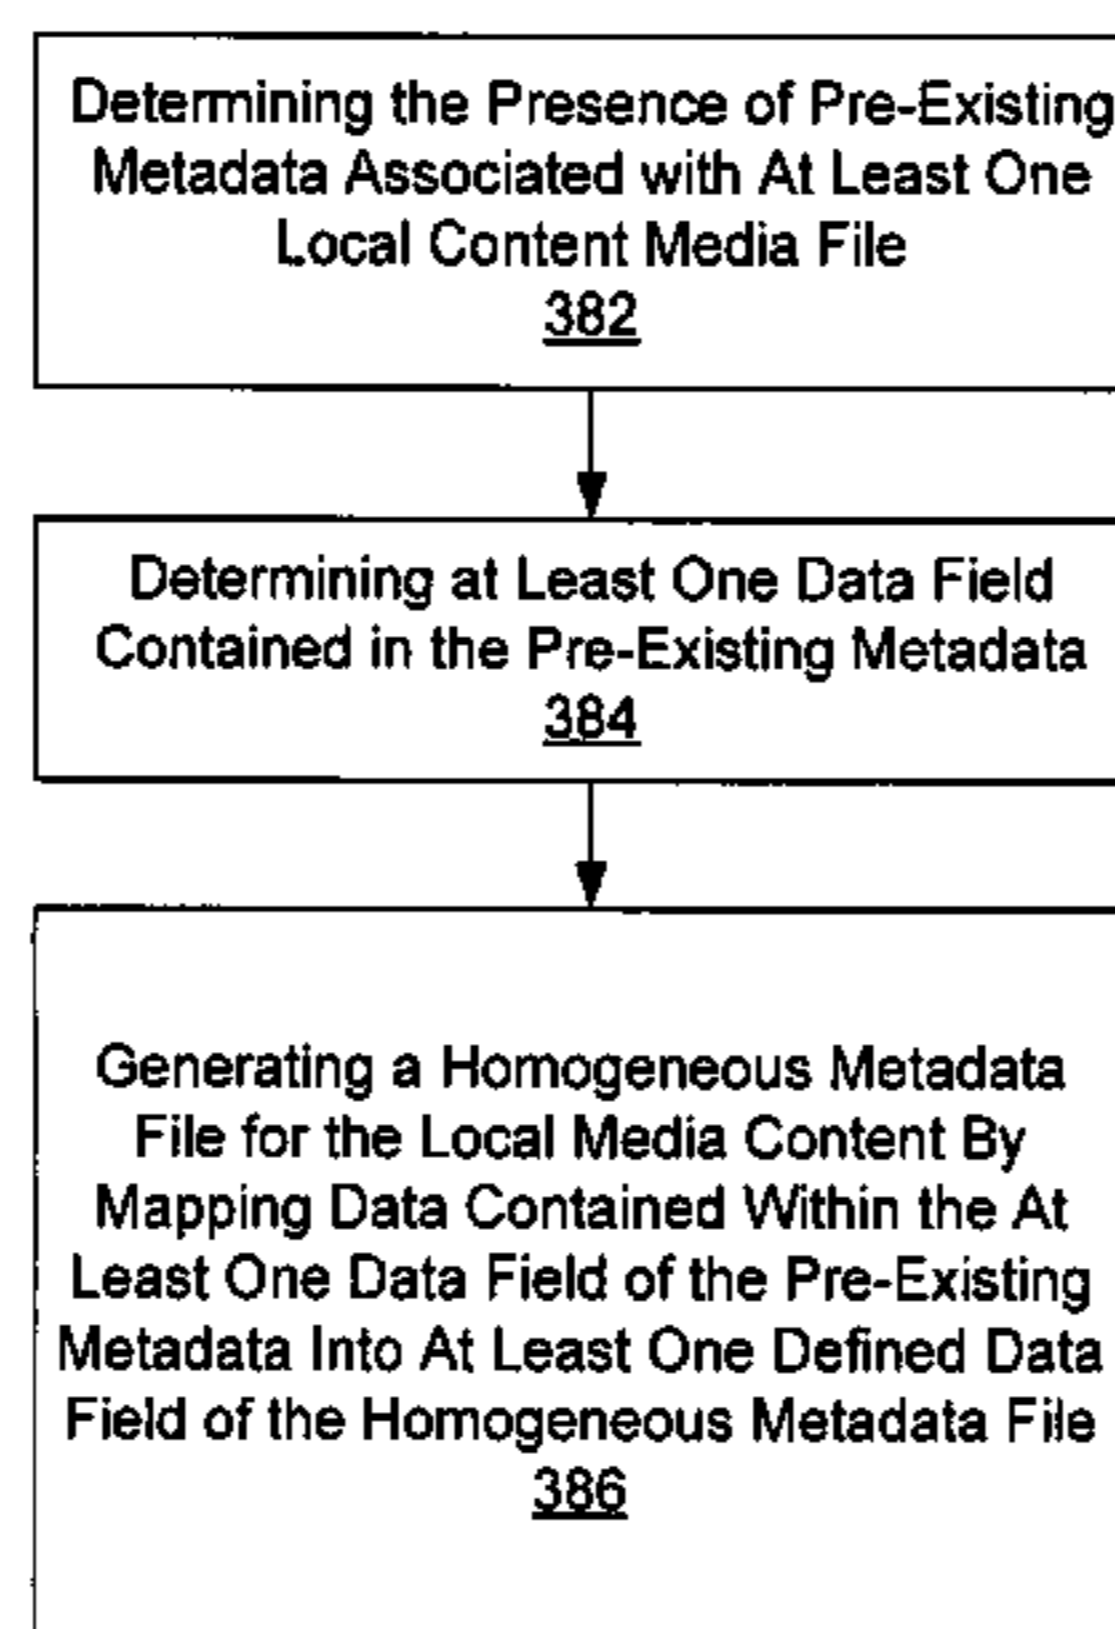 Determining the Presence of Pre-Existing
Metadata Associated with At Least One
Local Content Media File
382
Determining at Least One Data Field
Contained in the Pre-Existing Metadata
384
Generating a Homogeneous Metadata
File for the Local Media Content By
Mapping Data Contained Within the At
Least One Data Field of the Pre-Existing
Metadata Into At Least One Defined Data
Field of the Homogeneous Metadata File
386